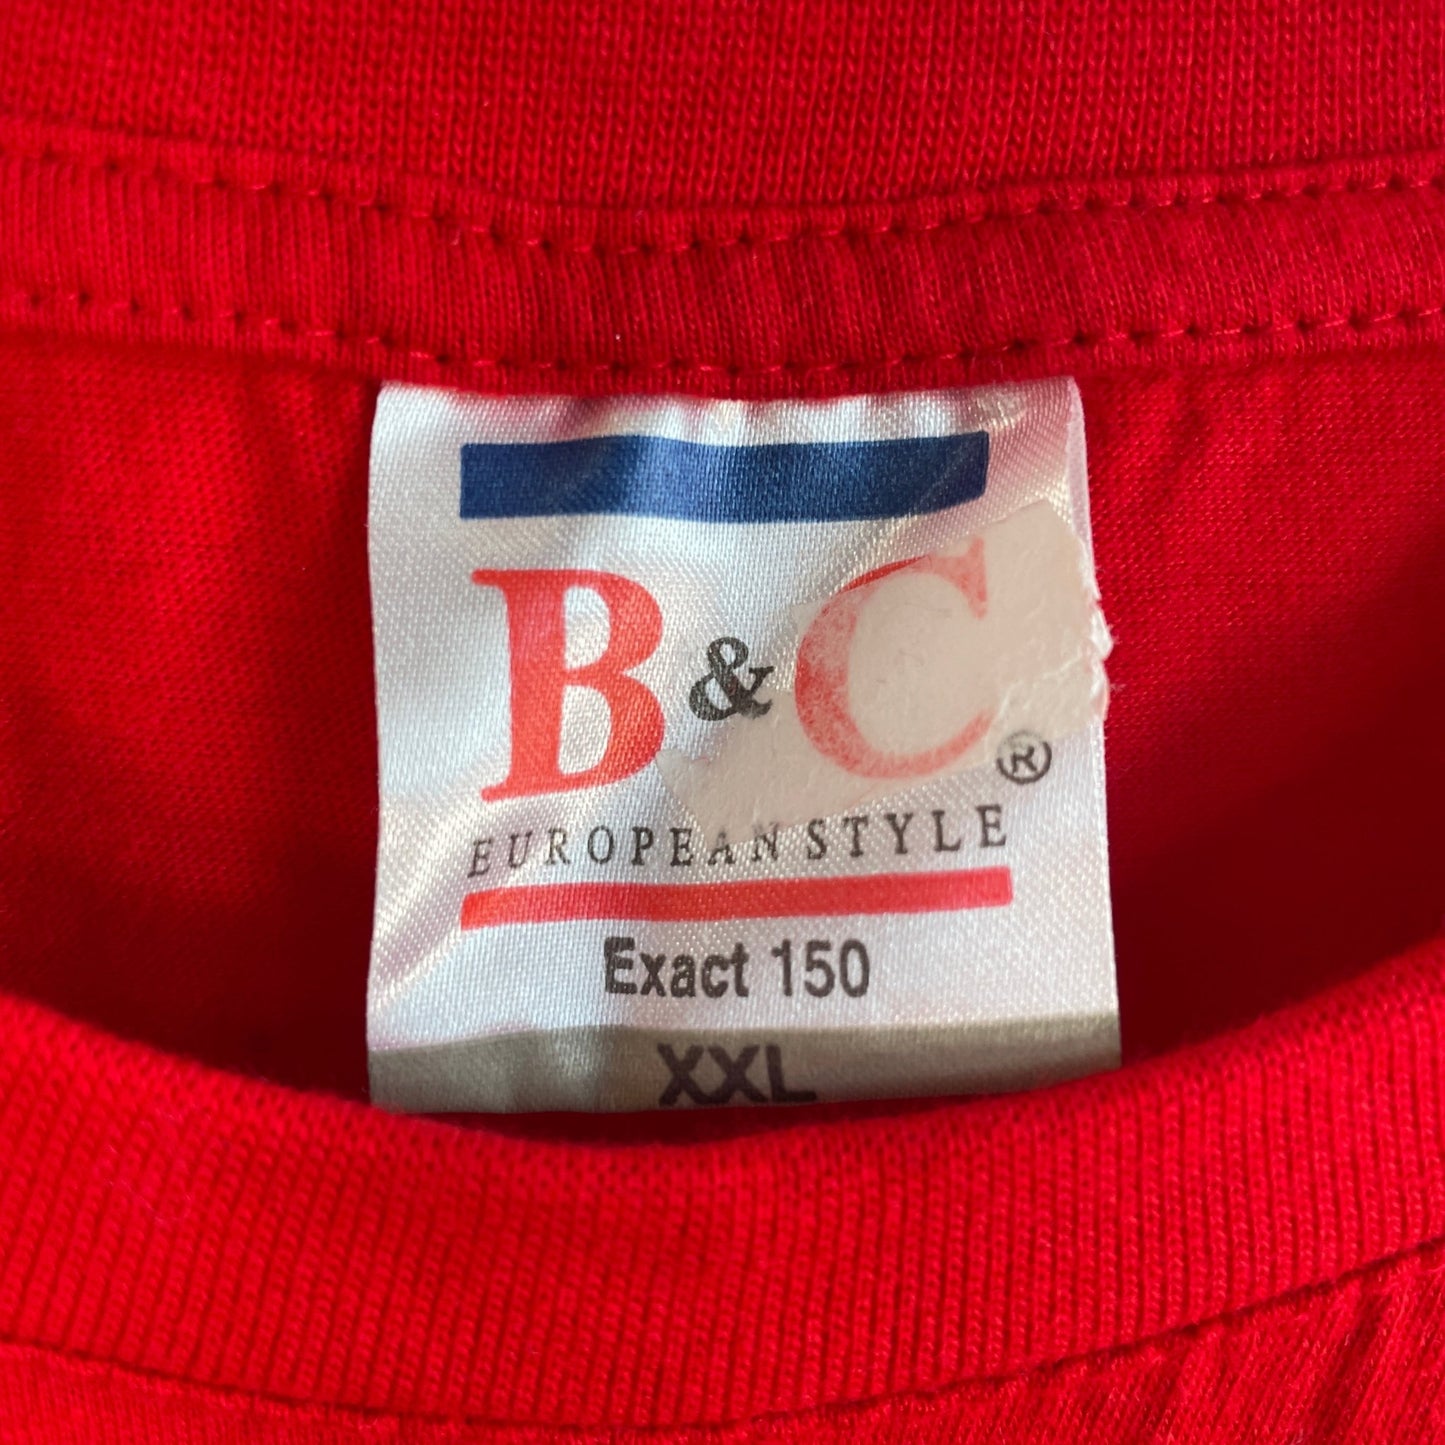 B&C®
EUROPEAN STYLE
Exact 150
XXL